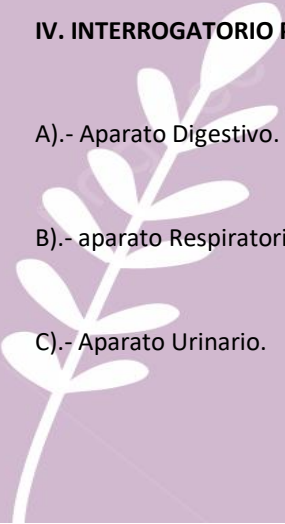 IV. INTERROGATORIO
A).- Aparato Digestivo.
B).- aparato Respiratori
C).- Aparato Urinario.